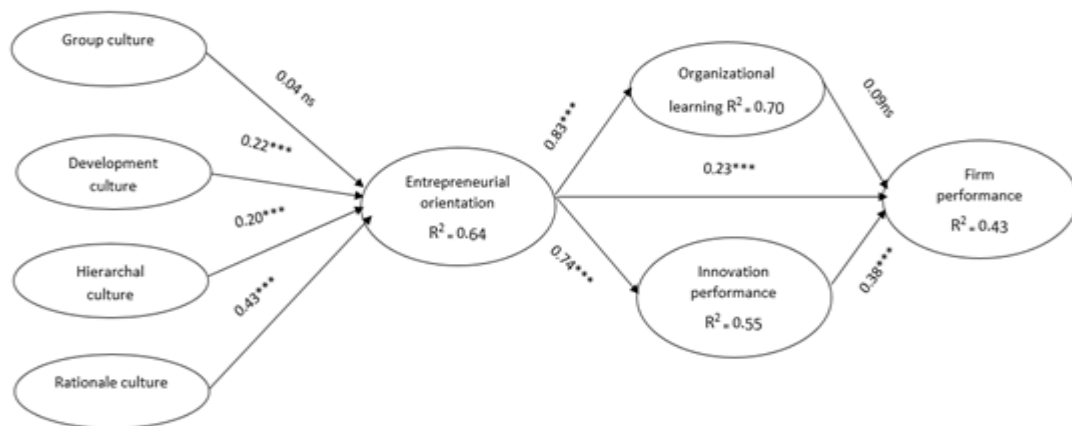 Group culture
0.04 ns
Development
culture
0.22***
Hierarchal
culture
0.20***
Rationale culture
0.43***
Entrepreneurial
orientation
R² = 0.64
0.83***
Organizational
learning R² = 0.70
0.09ns
0.23***
0.74***
Innovation
performance
R² = 0.55
0.38***
Firm
performance
R² = 0.43